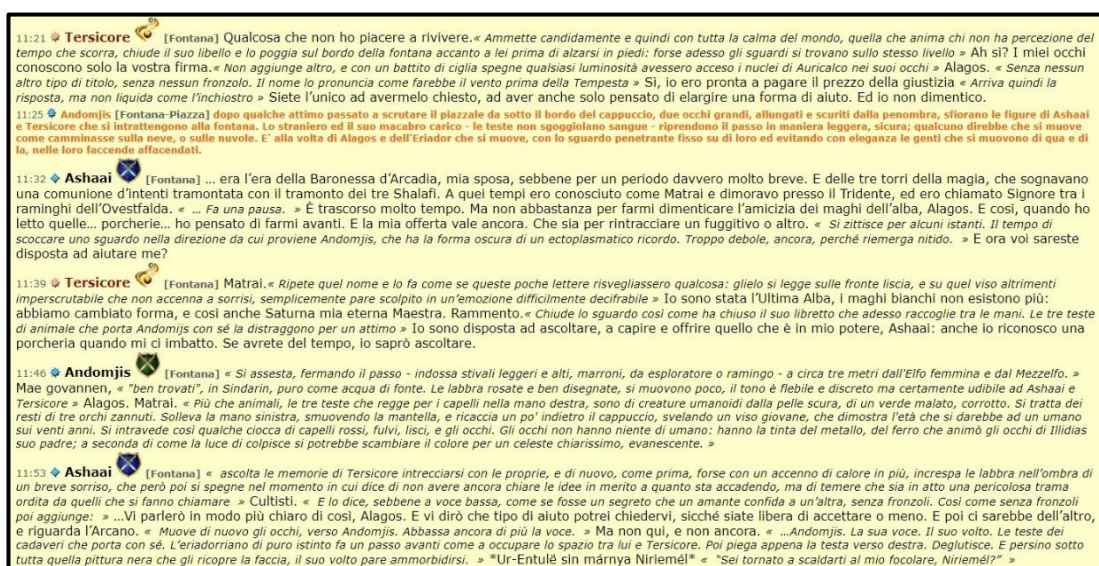 11:21 Tersicore [Fontana] Qualcosa che non ho piacere a rivivere.« Ammette candidamente e quindi con tutta la calma del mondo, quella che anima chi non ha percezione del
tempo che scorra, chiude il suo libello e lo poggia sul bordo della fontana accanto a lei prima di alzarsi in piedi: forse adesso gli sguardi si trovano sullo stesso livello » Ah sì? I miei occhi
conoscono solo la vostra firma.« Non aggiunge altro, e con un battito di ciglia spegne qualsiasi luminosità avessero acceso i nuclei di Auricalco nei suoi occhi » Alagos. « Senza nessun
altro tipo di titolo, senza nessun fronzolo. Il nome lo pronuncia come farebbe il vento prima della Tempesta » Sì, io ero pronta a pagare il prezzo della giustizia « Arriva quindi la
risposta, ma non liquida come l'inchiostro » Siete l'unico ad avermelo chiesto, ad aver anche solo pensato di elargire una forma di aiuto. Ed io non dimentico.
11:25 Andomjis [Fontana-Piazza] dopo qualche attimo passato a scrutare il piazzale da sotto il bordo del cappuccio, due occhi grandi, allungati e scuriti dalla penombra, sfiorano le figure di Ashaai
e Tersicore che si intrattengono alla fontana. Lo straniero ed il suo macabro carico - le teste non sgoggiolano sangue - riprendono il passo in maniera leggera, sicura; qualcuno direbbe che si muove
come camminasse sulla neve, o sulle nuvole. E' alla volta di Alagos e dell'Eriador che si muove, con lo sguardo penetrante fisso su di loro ed evitando con eleganza le genti che si muovono di qua e di
la, nelle loro faccende affacendati.
11:32 Ashaai [Fontana] ... era l'era della Baronessa d'Arcadia, mia sposa, sebbene per un periodo davvero molto breve. E delle tre torri della magia, che sognavano
una comunione d'intenti tramontata con il tramonto dei tre Shalafi. A quei tempi ero conosciuto come Matrai e dimoravo presso il Tridente, ed ero chiamato Signore tra i
raminghi dell'Ovestfalda. « ... Fa una pausa. » È trascorso molto tempo. Ma non abbastanza per farmi dimenticare l'amicizia dei maghi dell'alba, Alagos. E così, quando ho
letto quelle... porcherie... ho pensato di farmi avanti. E la mia offerta vale ancora. Che sia per rintracciare un fuggitivo o altro. « Si zittisce per alcuni istanti. Il tempo di
scoccare uno sguardo nella direzione da cui proviene Andomjis, che ha la forma oscura di un ectoplasmatico ricordo. Troppo debole, ancora, perché riemerga nitido. » E ora voi sareste
disposta ad aiutare me?
11:39 Tersicore [Fontana] Matrai.« Ripete quel nome e lo fa come se queste poche lettere risvegliassero qualcosa: glielo si legge sulle fronte liscia, e su quel viso altrimenti
imperscrutabile che non accenna a sorrisi, semplicemente pare scolpito in un'emozione difficilmente decifrabile » Io sono stata l'Ultima Alba, i maghi bianchi non esistono più:
abbiamo cambiato forma, e così anche Saturna mia eterna Maestra. Rammento.« Chiude lo sguardo così come ha chiuso il suo libretto che adesso raccoglie tra le mani. Le tre teste
di animale che porta Andomjis con sé la distraggono per un attimo » Io sono disposta ad ascoltare, a capire e offrire quello che è in mio potere, Ashaai: anche io riconosco una
porcheria quando mi ci imbatto. Se avrete del tempo, io saprò ascoltare.
11:46 Andomjis [Fontana] « Si assesta, fermando il passo - indossa stivali leggeri e alti, marroni, da esploratore o ramingo - a circa tre metri dall'Elfo femmina e dal Mezzelfo. »
Mae govannen, « "ben trovati", in Sindarin, puro come acqua di fonte. Le labbra rosate e ben disegnate, si muovono poco, il tono è flebile e discreto ma certamente udibile ad Ashaai e
Tersicore » Alagos. Matrai. « Più che animali, le tre teste che regge per i capelli nella mano destra, sono di creature umanoidi dalla pelle scura, di un verde malato, corrotto. Si tratta dei
resti di tre orchi zannuti. Solleva la mano sinistra, smuovendo la mantella, e ricaccia un po' indietro il cappuccio, svelando un viso giovane, che dimostra l'età che si darebbe ad un umano
sui venti anni. Si intravede così qualche ciocca di capelli rossi, fulvi, lisci, e gli occhi. Gli occhi non hanno niente di umano: hanno la tinta del metallo, del ferro che animò gli occhi di Illidias
suo padre; a seconda di come la luce di colpisce si potrebbe scambiare il colore per un celeste chiarissimo, evanescente. »
11:53 Ashaai [Fontana] « ascolta le memorie di Tersicore intrecciarsi con le proprie, e di nuovo, come prima, forse con un accenno di calore in più, increspa le labbra nell'ombra di
un breve sorriso, che però poi si spegne nel momento in cui dice di non avere ancora chiare le idee in merito a quanto sta accadendo, ma di temere che sia in atto una pericolosa trama
ordita da quelli che si fanno chiamare » Cultisti. « E lo dice, sebbene a voce bassa, come se fosse un segreto che un amante confida a un'altra, senza fronzoli. Così come senza fronzoli
poi aggiunge: » ...Vi parlerò in modo più chiaro di così, Alagos. E vi dirò che tipo di aiuto potrei chiedervi, sicché siate libera di accettare o meno. E poi ci sarebbe dell'altro,
e riguarda l'Arcano. « Muove di nuovo gli occhi, verso Andomjis. Abbassa ancora di più la voce. » Ma non qui, e non ancora. « ...Andomjis. La sua voce. Il suo volto. Le teste dei
cadaveri che porta con sé. L'eriadorriano di puro istinto fa un passo avanti come a occupare lo spazio tra lui e Tersicore. Poi piega appena la testa verso destra. Deglutisce. E persino sotto
tutta quella pittura nera che gli ricopre la faccia, il suo volto pare ammorbidirsi. » *Ur-Entulë sin márnya Niriemél* « "Sei tornato a scaldarti al mio focolare, Niriemél?" »